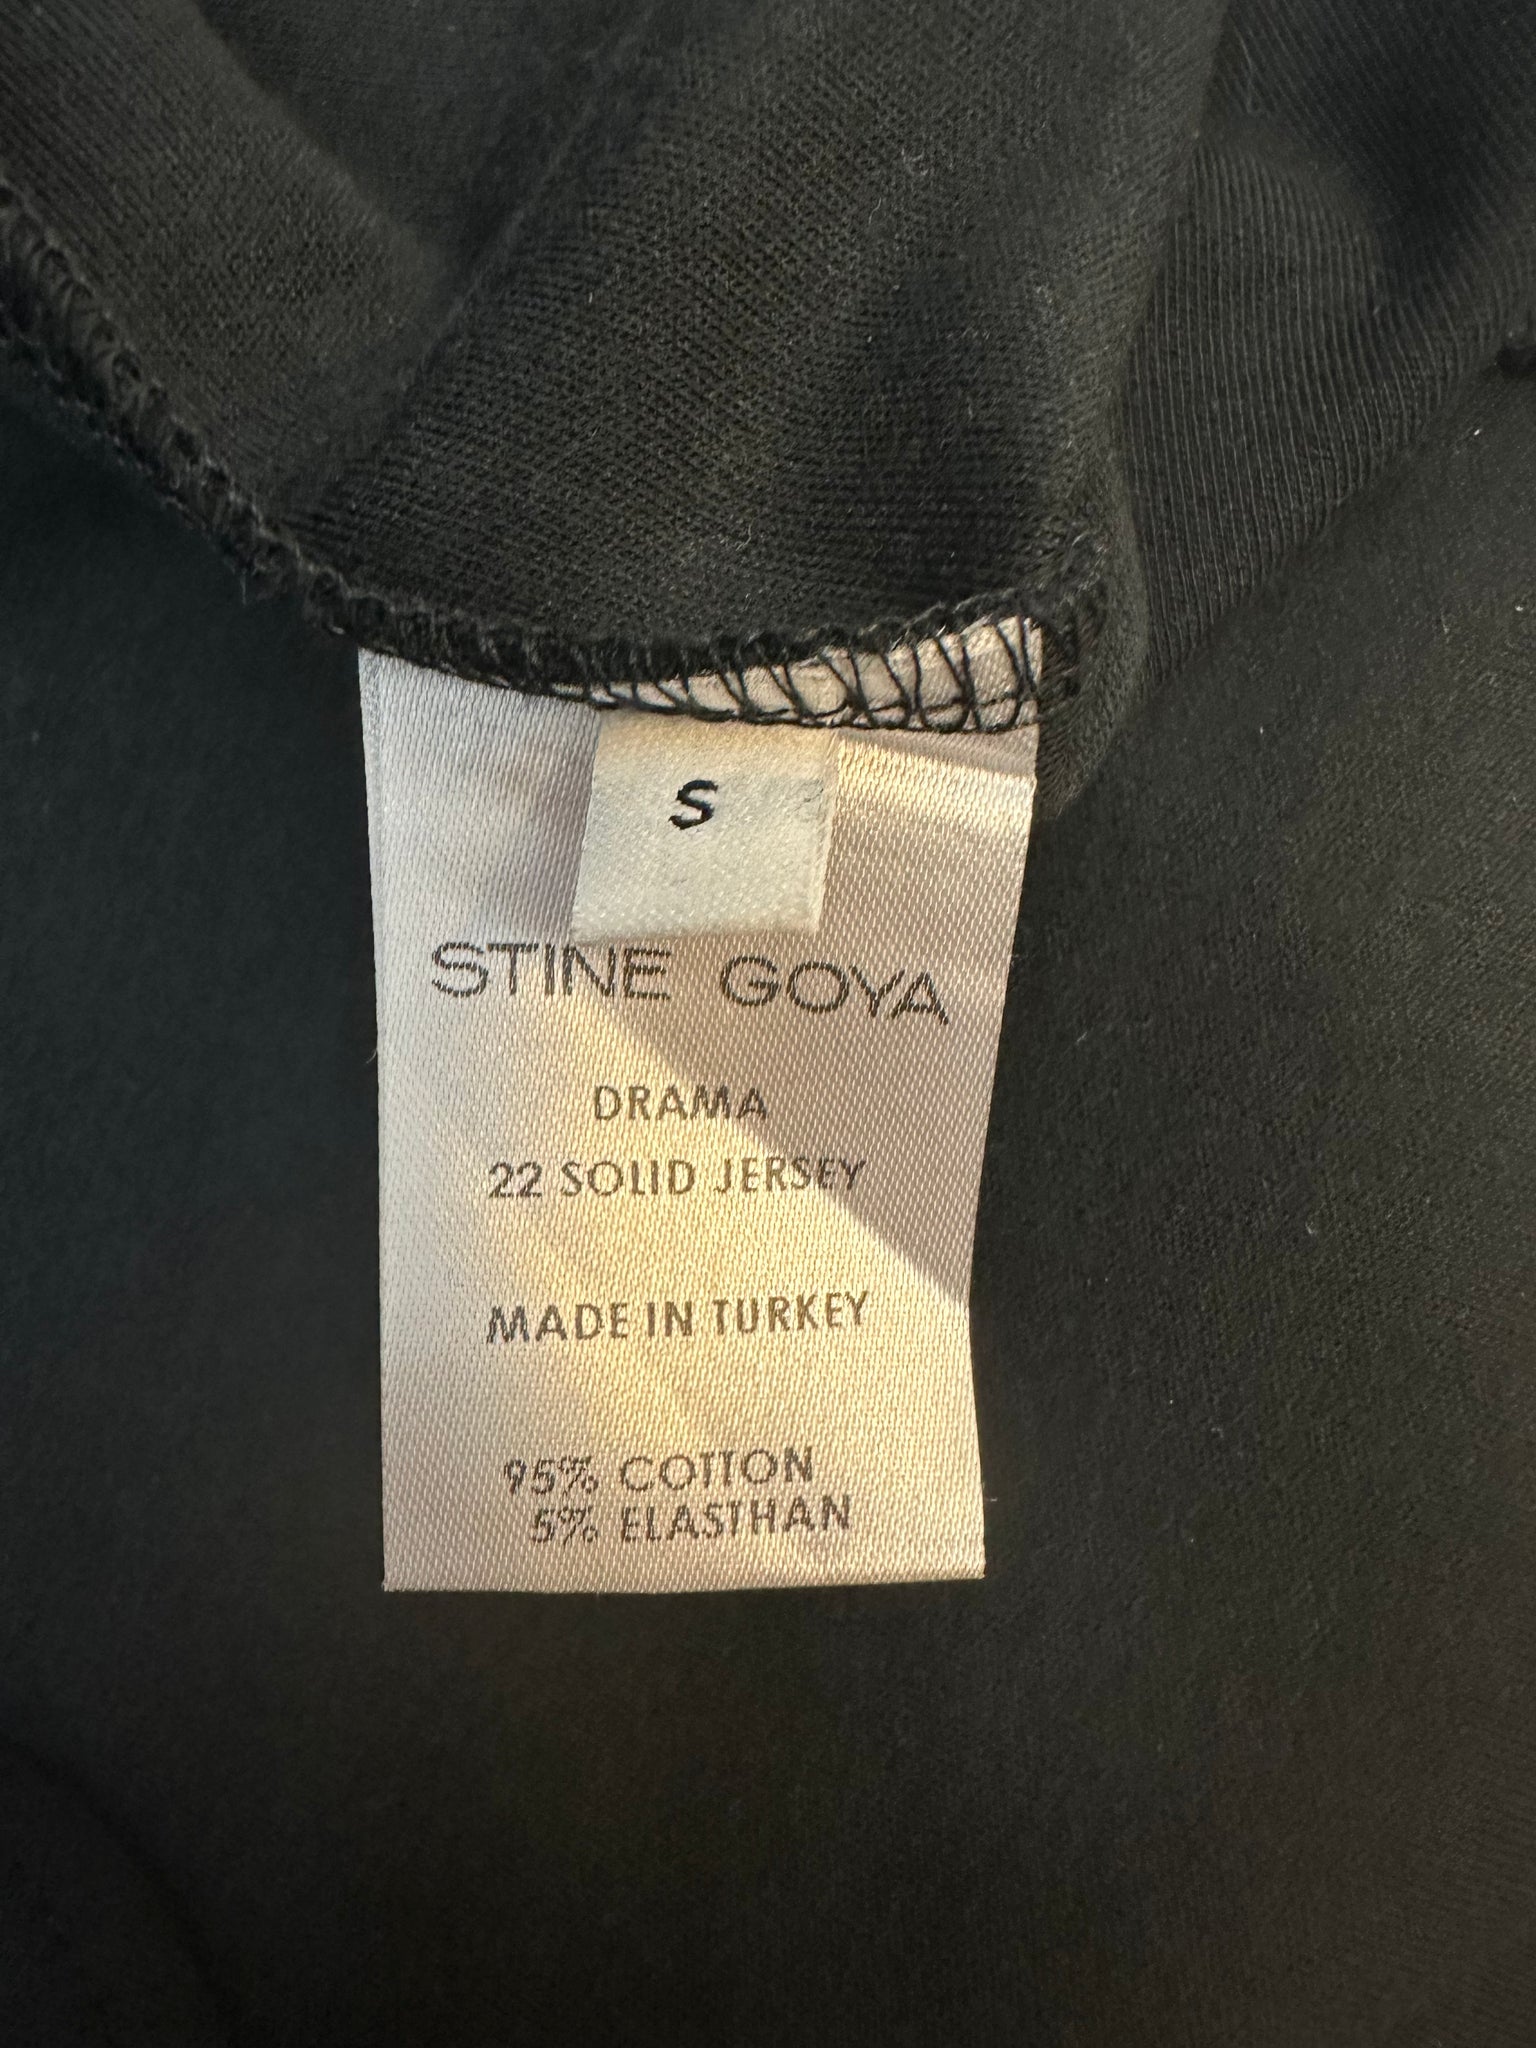 S
STINE GOYA
DRAMA
22 SOLID JERSEY
MADE IN TURKEY
95% COTTON
5% ELASTHAN